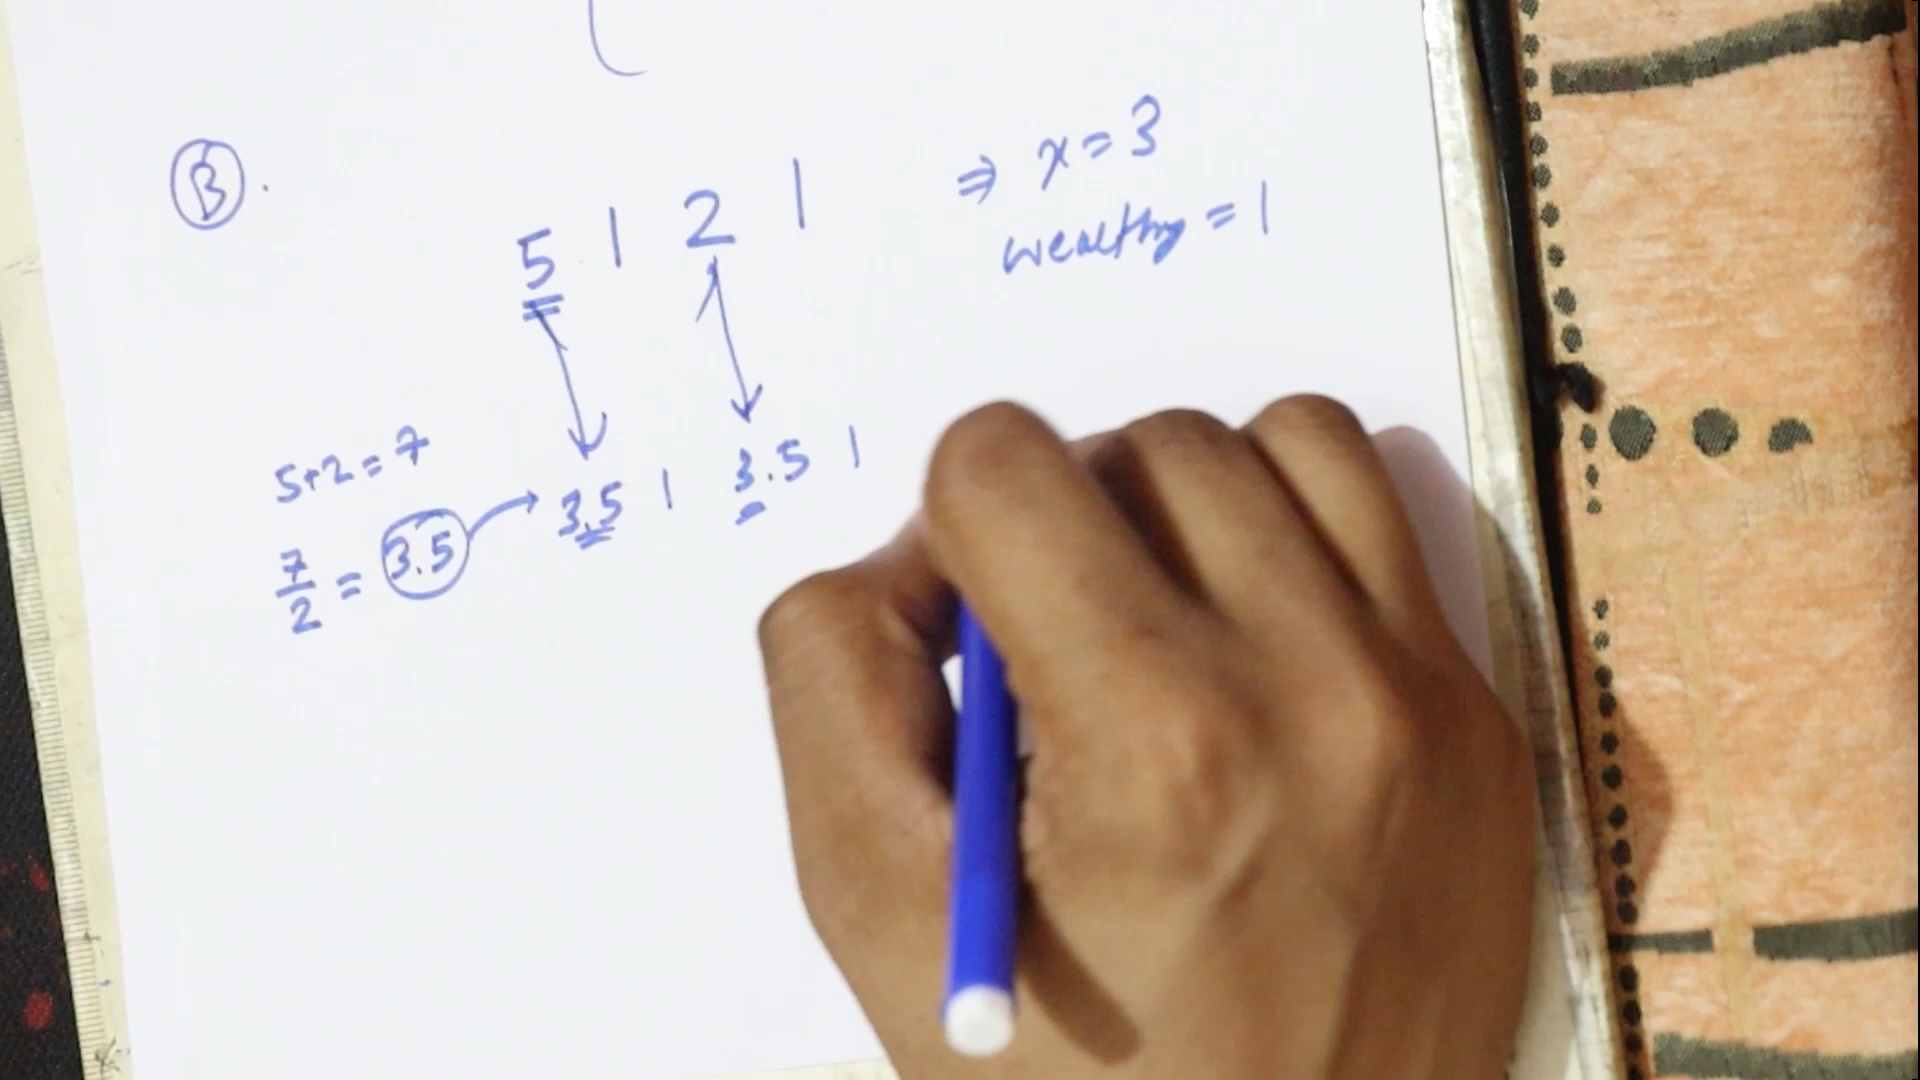 B.
5 1 2 1 ⇒ x = 3
wealthy = 1
5+2=7
3.5 1 3.5 1
7/2 = 3.5